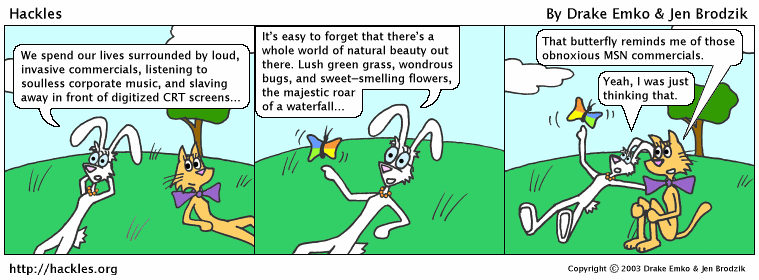 Hackles
By Drake Emko & Jen Brodzik
We spend our lives surrounded by loud,
invasive commercials, listening to
soulless corporate music, and slaving
away in front of digitized CRT screens...
It's easy to forget that there's a
whole world of natural beauty out
there. Lush green grass, wondrous
bugs, and sweet-smelling flowers,
the majestic roar
of a waterfall...
That butterfly reminds me of those
obnoxious MSN commercials.
Yeah, I was just
thinking that.
http://hackles.org
Copyright © 2003 Drake Emko & Jen Brodzik